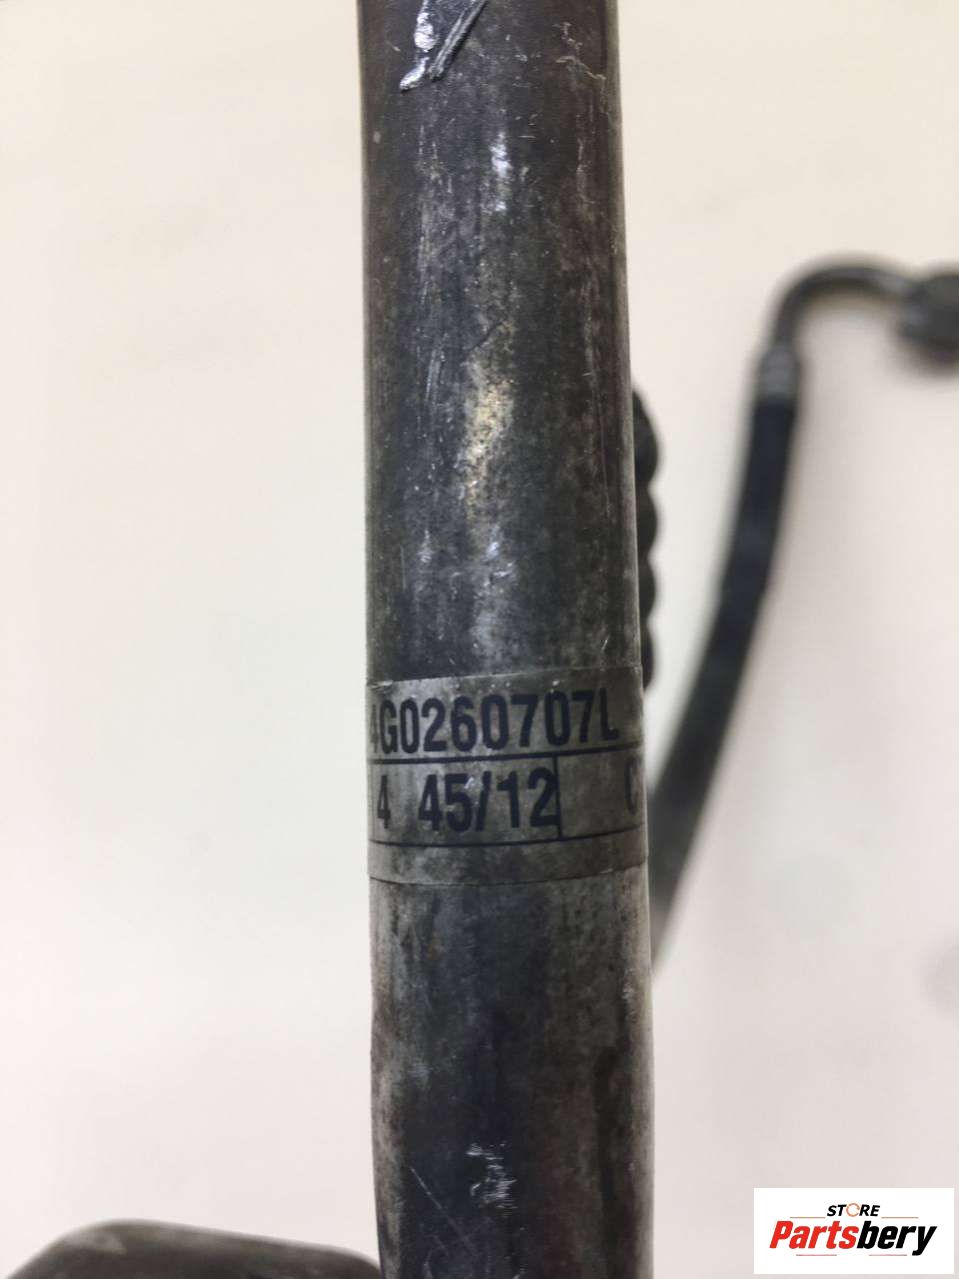 4G0260707L
4 45/12 C
STORE
Partsbery